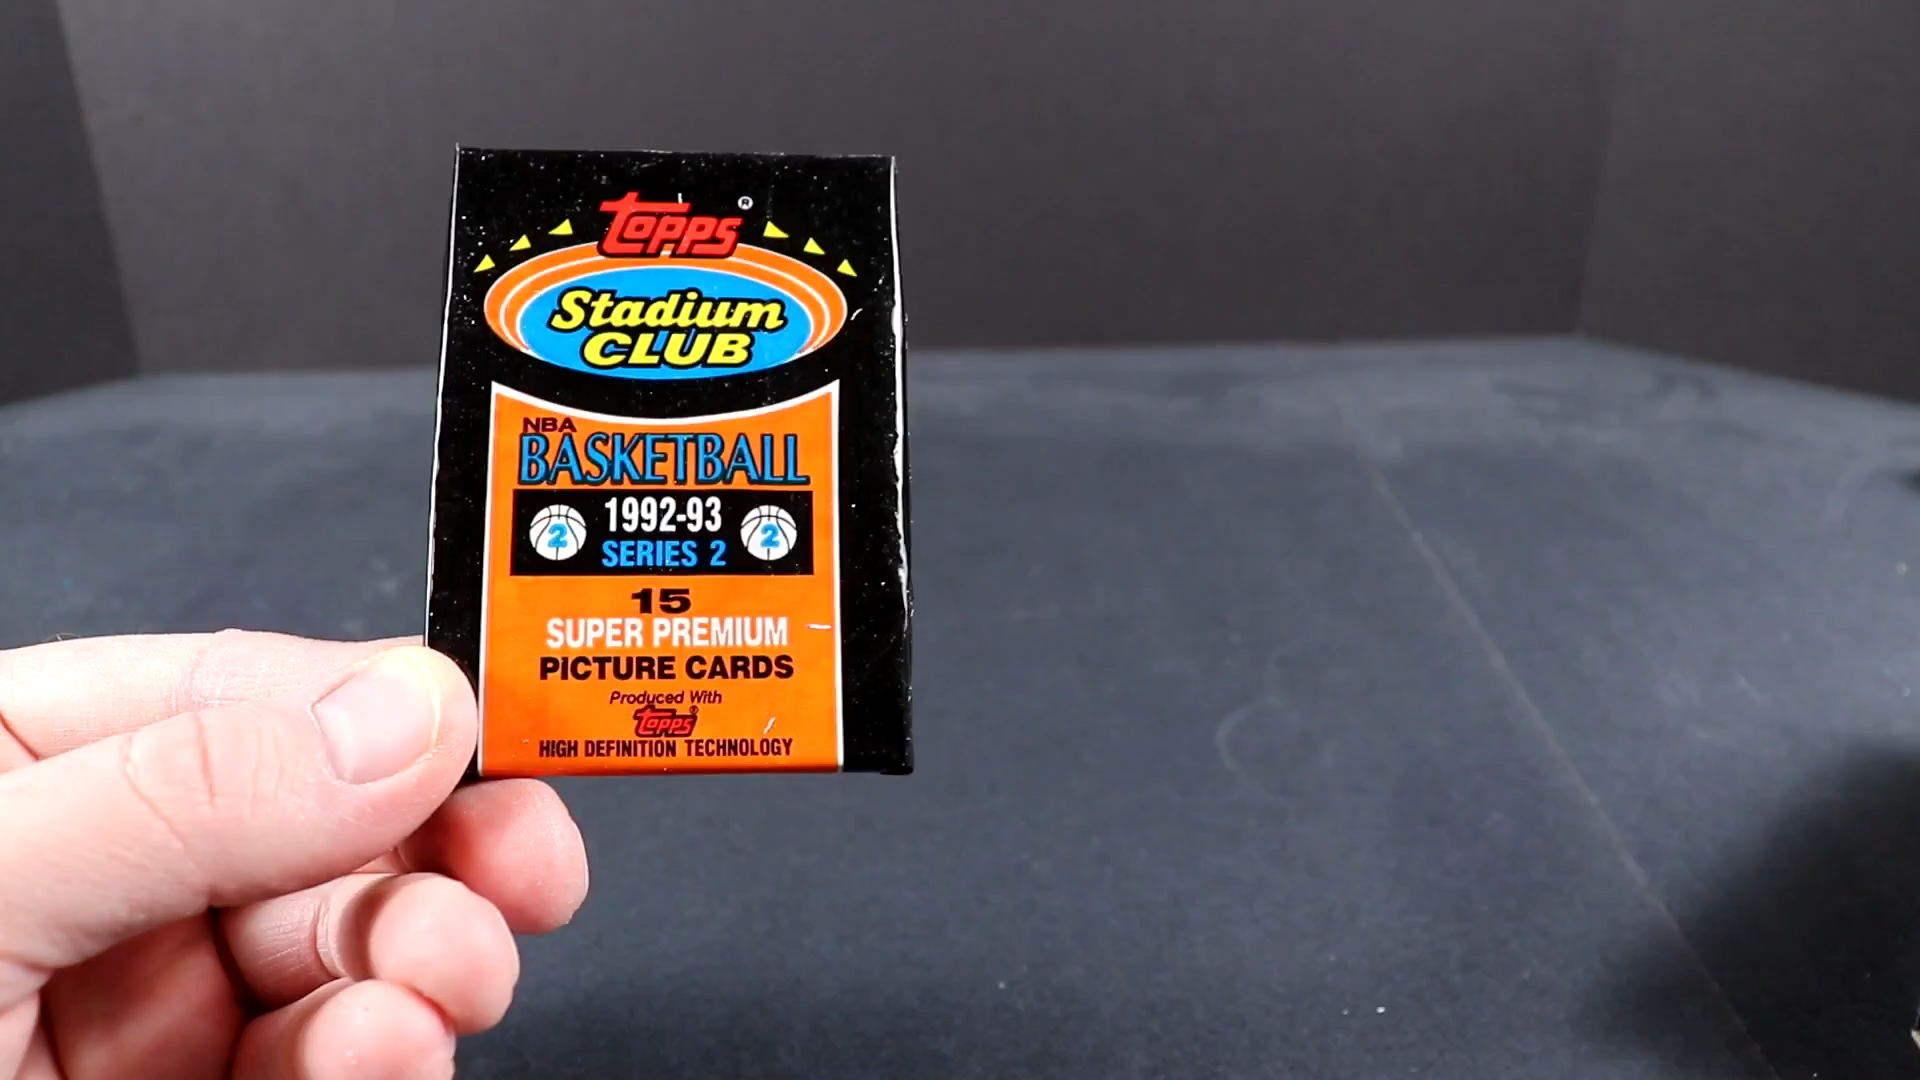 Topps®
Stadium
CLUB
NBA
BASKETBALL
1992-93
2 SERIES 2 2
15
SUPER PREMIUM
PICTURE CARDS
Produced With
Topps®
HIGH DEFINITION TECHNOLOGY